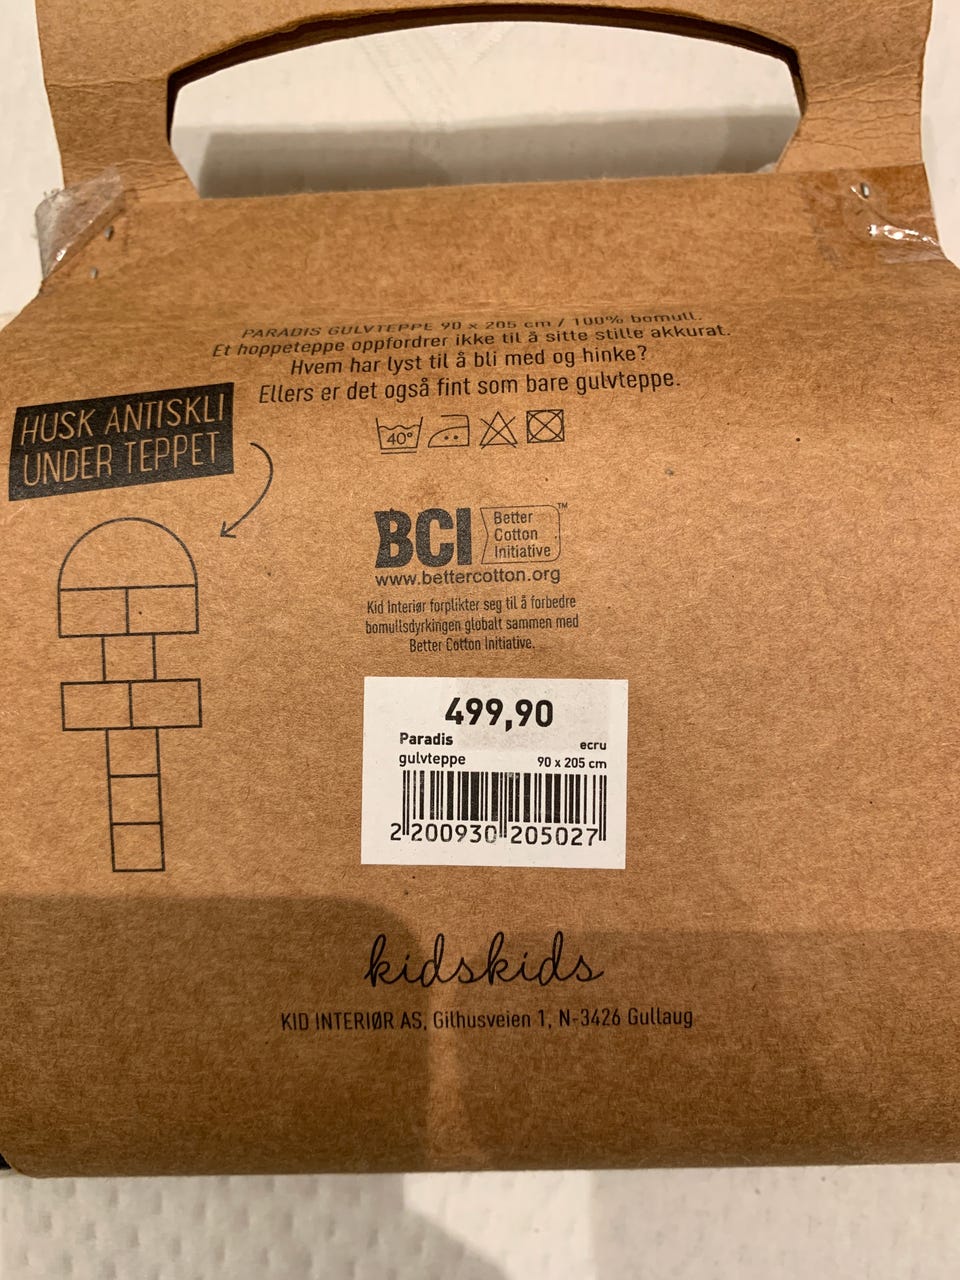 PARADIS GULVTEPPE 90 x 205 cm / 100% bomull.
Et hoppeteppe oppfordrer ikke til å sitte stille akkurat.
Hvem har lyst til å bli med og hinke?
Ellers er det også fint som bare gulvteppe.
HUSK ANTISKLI
UNDER TEPPET
40°
BCI Better
Cotton
Initiative™
www.bettercotton.org
Kid Interiør forplikter seg til å forbedre
bomullsdyrkingen globalt sammen med
Better Cotton Initiative.
499,90
Paradis ecru
gulvteppe 90 x 205 cm
2 200930 205027
kidskids
KID INTERIØR AS, Gilhusveien 1, N-3426 Gullaug